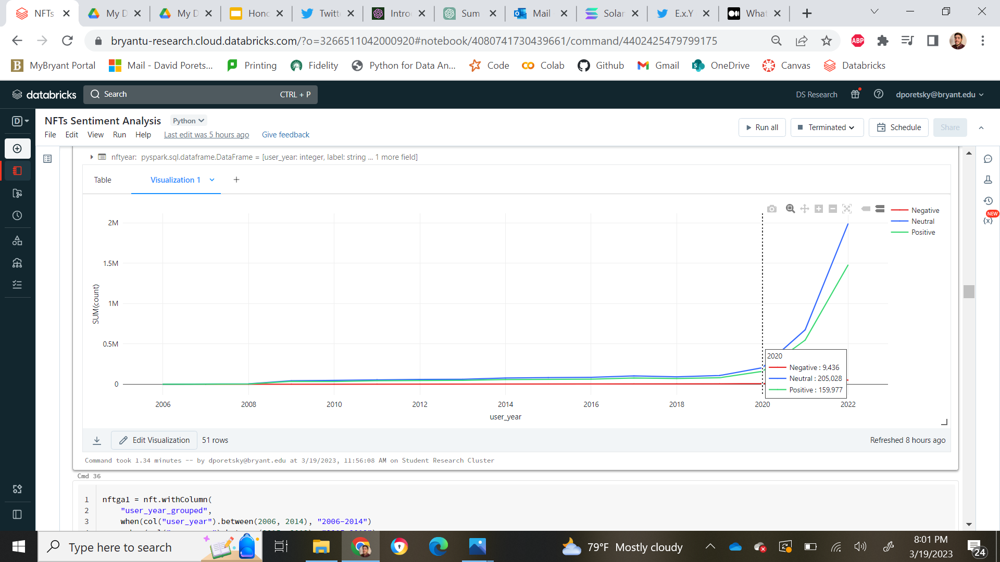 NFTs
My D
My D
Honc
Twitt
Intro
Sum
Mail
Solar
E.x.Y
What
bryantu-research.cloud.databricks.com/?o=3266511042000920#notebook/4080741730439661/command/4402425479799175
ABP
MyBryant Portal
Mail - David Porets...
Printing
Fidelity
Python for Data An...
Code
Colab
Github
Gmail
OneDrive
Canvas
Databricks
databricks
Search
CTRL + P
DS Research
dporetsky@bryant.edu
D
NFTs Sentiment Analysis
Python
Run all
Terminated
Schedule
Share
File
Edit
View
Run
Help
Last edit was 5 hours ago
Give feedback
nftyear: pyspark.sql.dataframe.DataFrame = [user_year: integer, label: string ... 1 more field]
Table
Visualization 1
NEW
{x}
Negative
Neutral
Positive
2M
1.5M
1M
0.5M
0
SUM(count)
2020
Negative : 9,436
Neutral : 205,028
Positive : 159,977
2006
2008
2010
2012
2014
2016
2018
2020
2022
user_year
Edit Visualization
51 rows
Refreshed 8 hours ago
Command took 1.34 minutes -- by dporetsky@bryant.edu at 3/19/2023, 11:56:08 AM on Student Research Cluster
Cmd 36
1 nftga1 = nft.withColumn(
2 "user_year_grouped",
3 when(col("user_year").between(2006, 2014), "2006-2014")
Type here to search
79°F Mostly cloudy
8:01 PM
3/19/2023
24